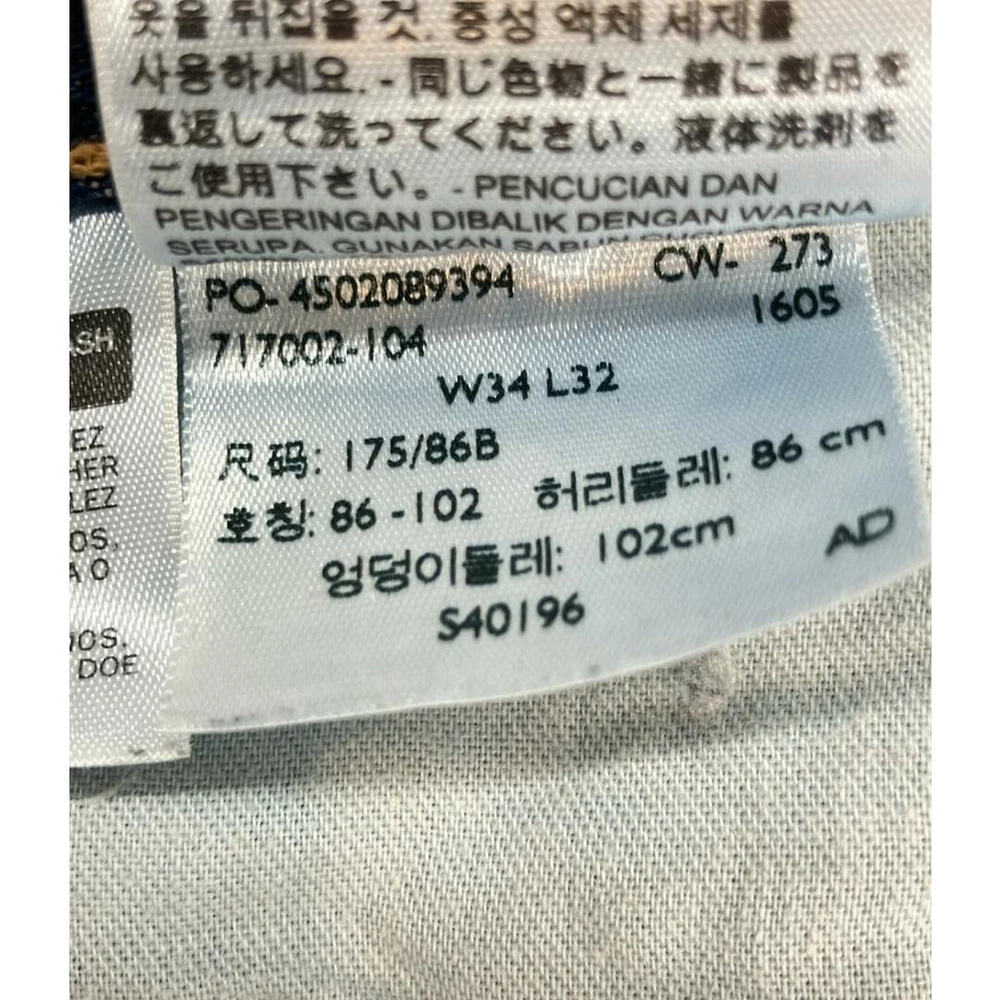 옷을 뒤집을 것. 중성 액체 세제를
사용하세요. - 同じ色物と一緒に製品を
裏返して洗ってください。液体洗剤を
ご使用下さい。- PENCUCIAN DAN
PENGERINGAN DIBALIK DENGAN WARNA
SERUPA. GUNAKAN SABUN
PO- 4502089394 CW- 273
717002-104 1605
W34 L32
尺码: 175/86B
호칭: 86 -102 허리둘레: 86 cm
엉덩이둘레: 102cm AD
S40196
ASH
EZ
HER
LEZ
OS,
A O
OS.
DOE